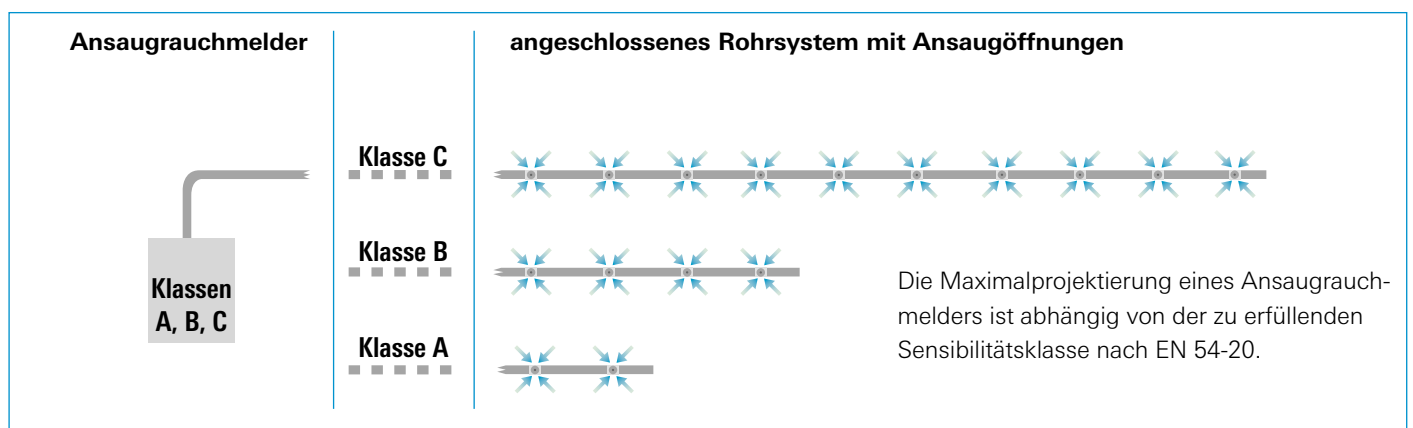 Ansaugrauchmelder
angeschlossenes Rohrsystem mit Ansaugöffnungen
Klasse C
Klasse B
Klassen
A, B, C
Klasse A
Die Maximalprojektierung eines Ansaugrauch-
melders ist abhängig von der zu erfüllenden
Sensibilitätsklasse nach EN 54-20.